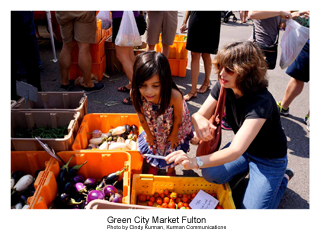 Green City Market Fulton
Photo by Cindy Kurman, Kurman Communications